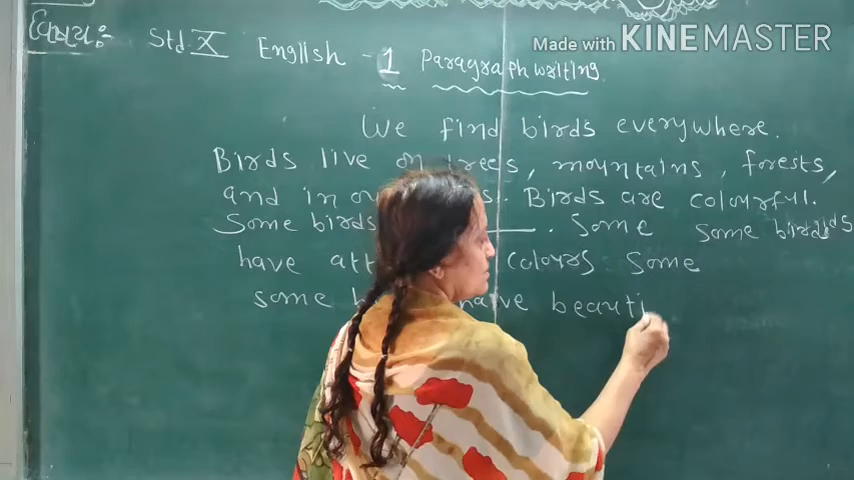 Made with KINEMASTER
વિષય:-
Std. X English - 1 Paragraph writing
We find birds everywhere.
Birds live on trees, mountains, forests,
and in Birds are colourful.
Some birds . Some some birds
have colours some
some have beauti